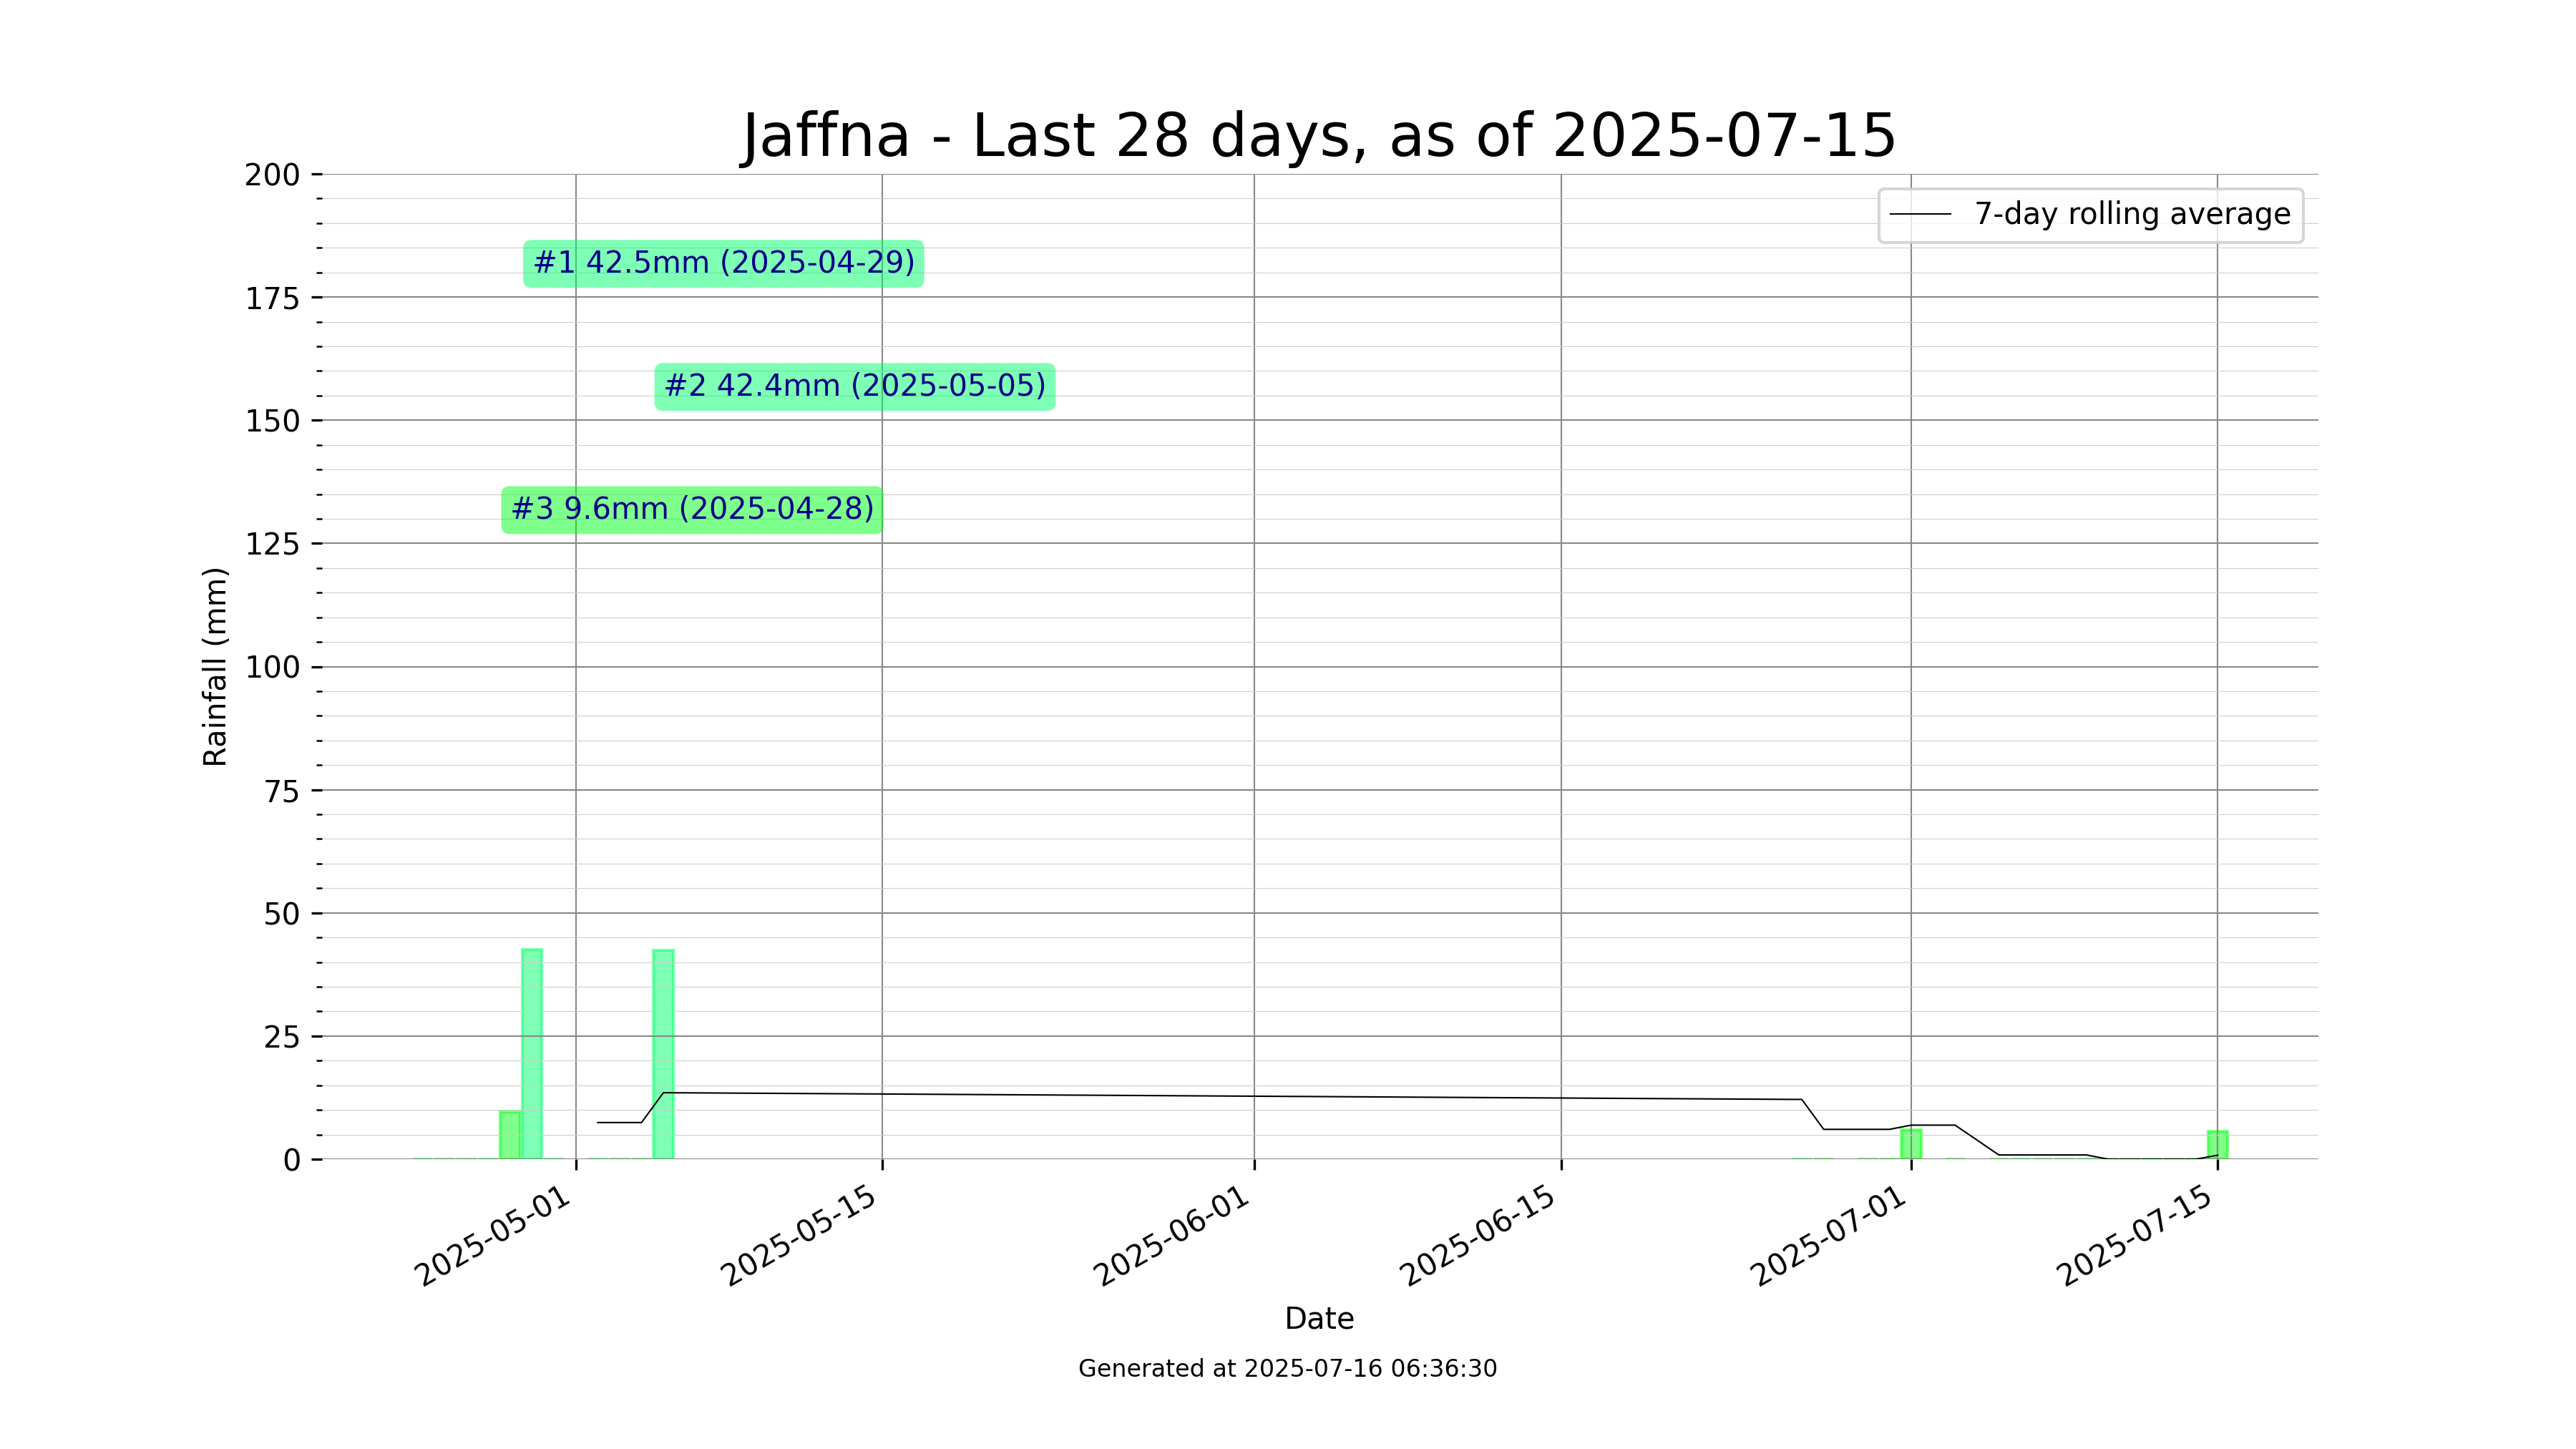 Jaffna - Last 28 days, as of 2025-07-15
200
175
150
125
100
75
50
25
0
Rainfall (mm)
7-day rolling average
#1 42.5mm (2025-04-29)
#2 42.4mm (2025-05-05)
#3 9.6mm (2025-04-28)
2025-05-01
2025-05-15
2025-06-01
2025-06-15
2025-07-01
2025-07-15
Date
Generated at 2025-07-16 06:36:30